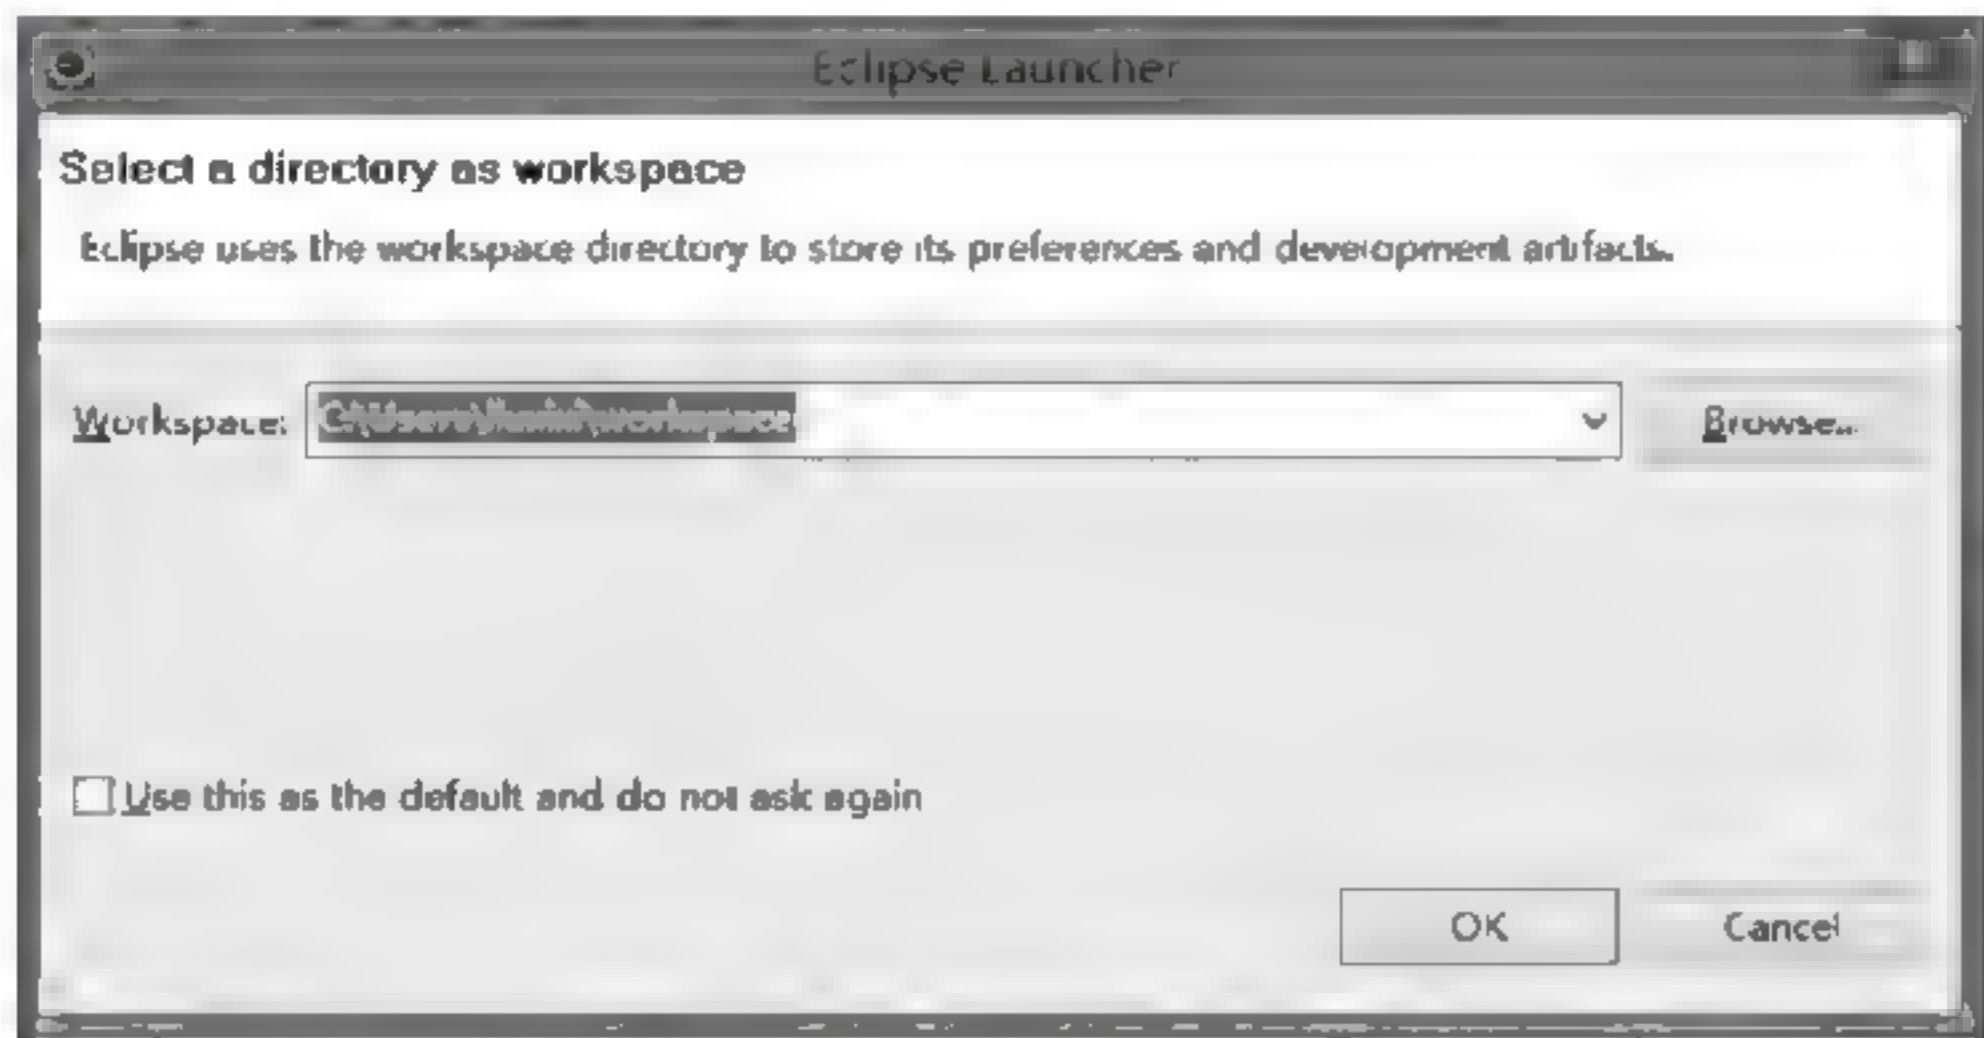 Eclipse Launcher
Select a directory as workspace
Eclipse uses the workspace directory to store its preferences and development artifacts.
Workspace:
Browse...
Use this as the default and do not ask again
OK
Cancel